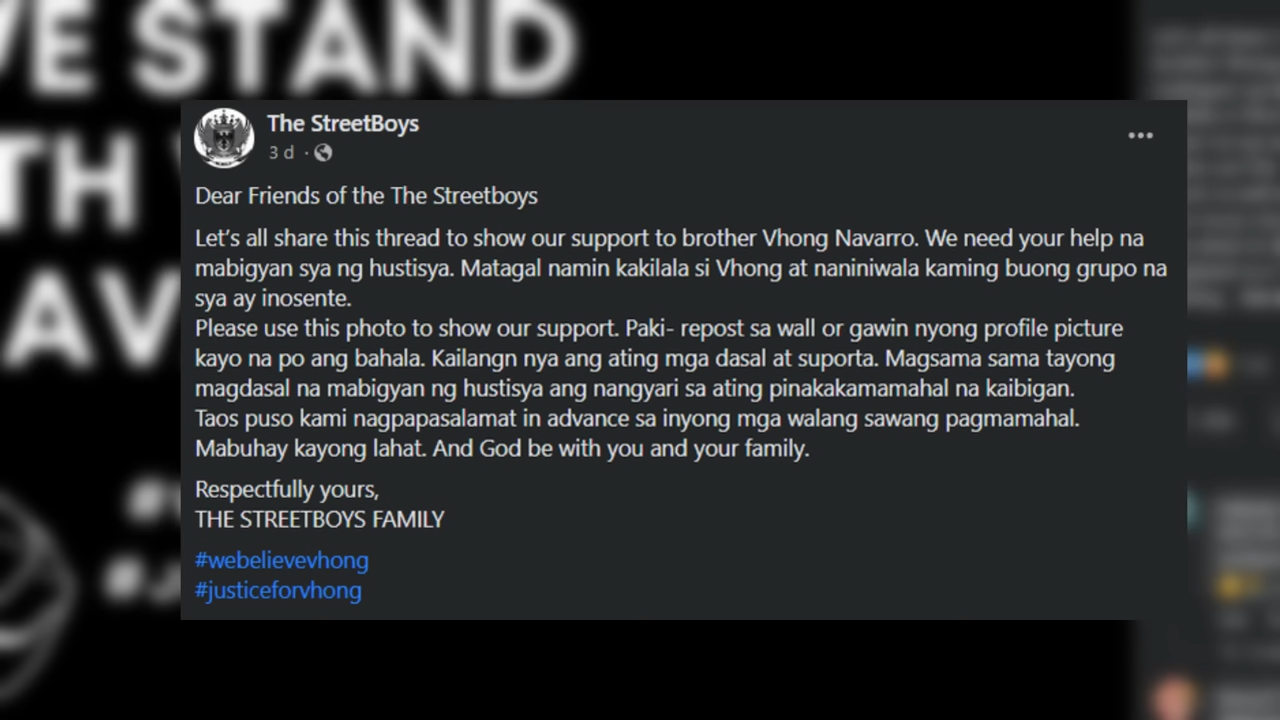 VE STAND
TH
AV
The StreetBoys
3 d ·
Dear Friends of the The Streetboys
Let's all share this thread to show our support to brother Vhong Navarro. We need your help na
mabigyan sya ng hustisya. Matagal namin kakilala si Vhong at naniniwala kaming buong grupo na
sya ay inosente.
Please use this photo to show our support. Paki- repost sa wall or gawin nyong profile picture
kayo na po ang bahala. Kailangn nya ang ating mga dasal at suporta. Magsama sama tayong
magdasal na mabigyan ng hustisya ang nangyari sa ating pinakakamamahal na kaibigan.
Taos puso kami nagpapasalamat in advance sa inyong mga walang sawang pagmamahal.
Mabuhay kayong lahat. And God be with you and your family.
Respectfully yours,
THE STREETBOYS FAMILY
#webelievevhong
#justiceforvhong